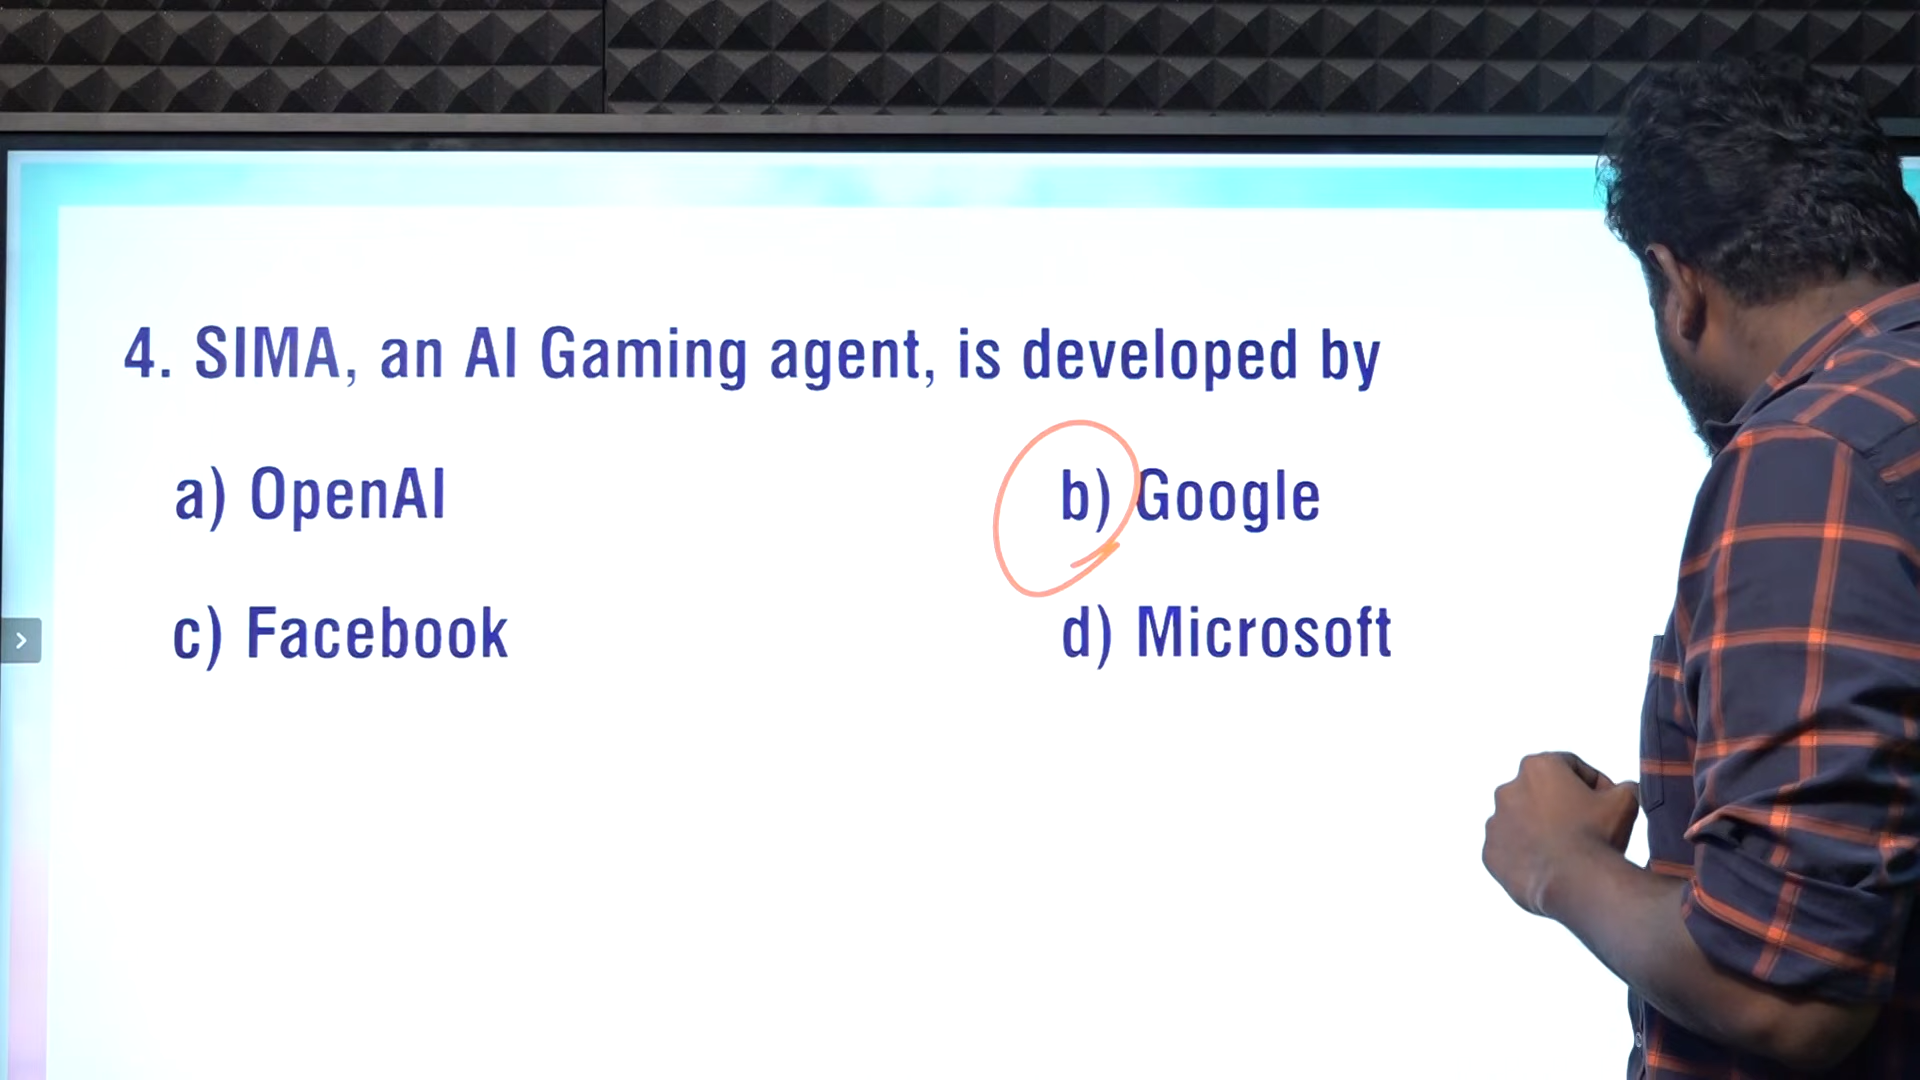 4. SIMA, an AI Gaming agent, is developed by
a) OpenAI b) Google
c) Facebook d) Microsoft